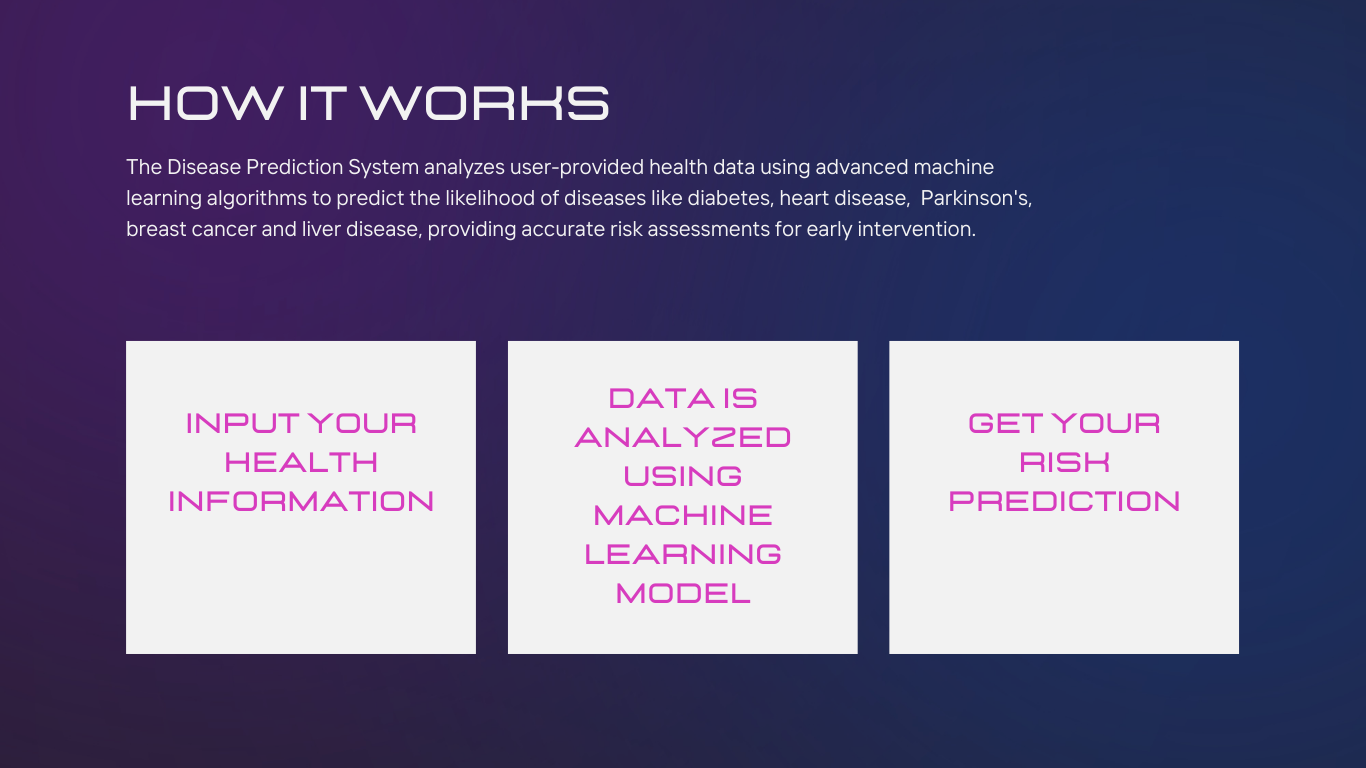 HOW IT WORKS
The Disease Prediction System analyzes user-provided health data using advanced machine
learning algorithms to predict the likelihood of diseases like diabetes, heart disease,  Parkinson's,
breast cancer and liver disease, providing accurate risk assessments for early intervention.
INPUT YOUR
HEALTH
INFORMATION
DATA IS
ANALYZED
USING
MACHINE
LEARNING
MODEL
GET YOUR
RISK
PREDICTION